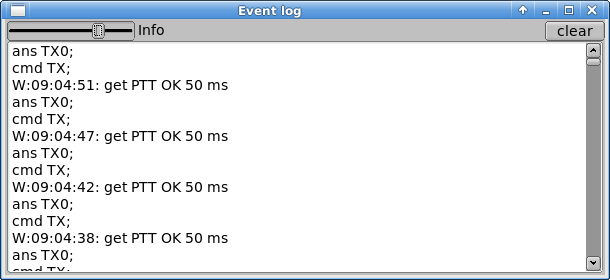 Event log
Info
clear
ans TX0;
cmd TX;
W:09:04:51: get PTT OK 50 ms
ans TX0;
cmd TX;
W:09:04:47: get PTT OK 50 ms
ans TX0;
cmd TX;
W:09:04:42: get PTT OK 50 ms
ans TX0;
cmd TX;
W:09:04:38: get PTT OK 50 ms
ans TX0;
cmd TX;